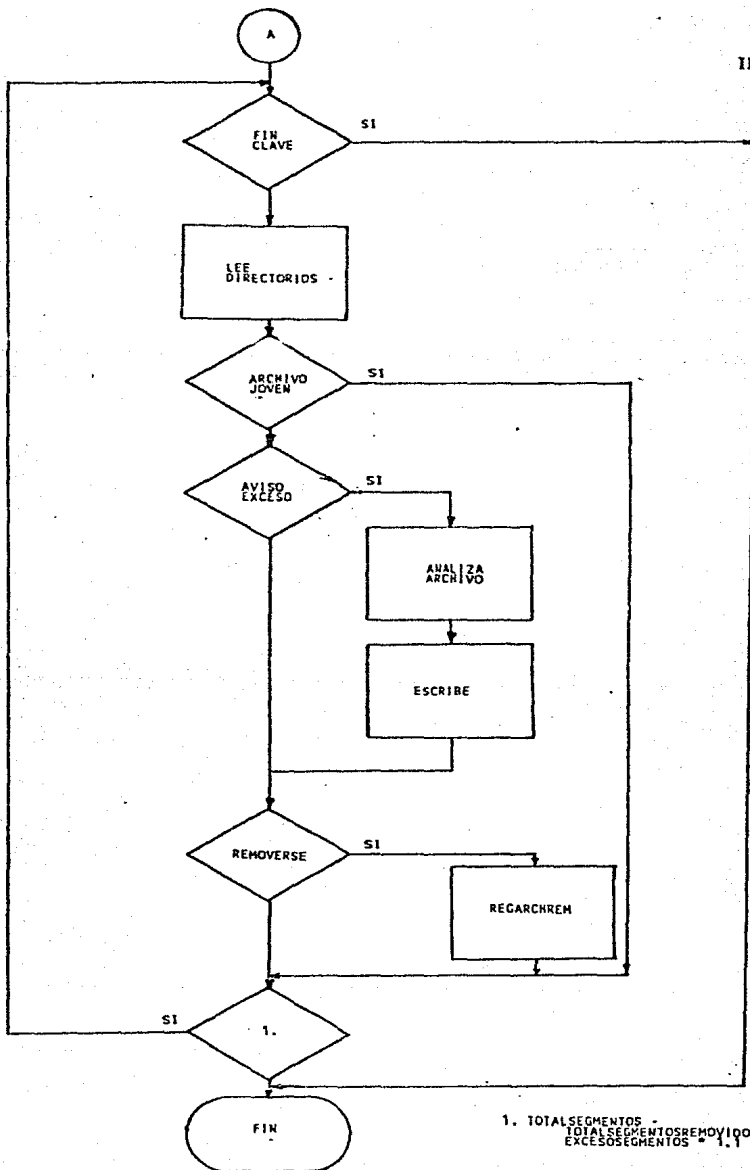 A
II
SI
FIN
CLAVE
LEE
DIRECTORIOS -
SI
ARCHIVO
JOVEN
SI
AVISO
EXCESO
ANALIZA
ARCHIVO
ESCRIBE
SI
REMOVERSE
REGARCHREM
SI
1.
FIN
1. TOTALSEGMENTOS -
TOTALSEGMENTOSREMOVIDO
EXCESOSEGMENTOS * 1.1